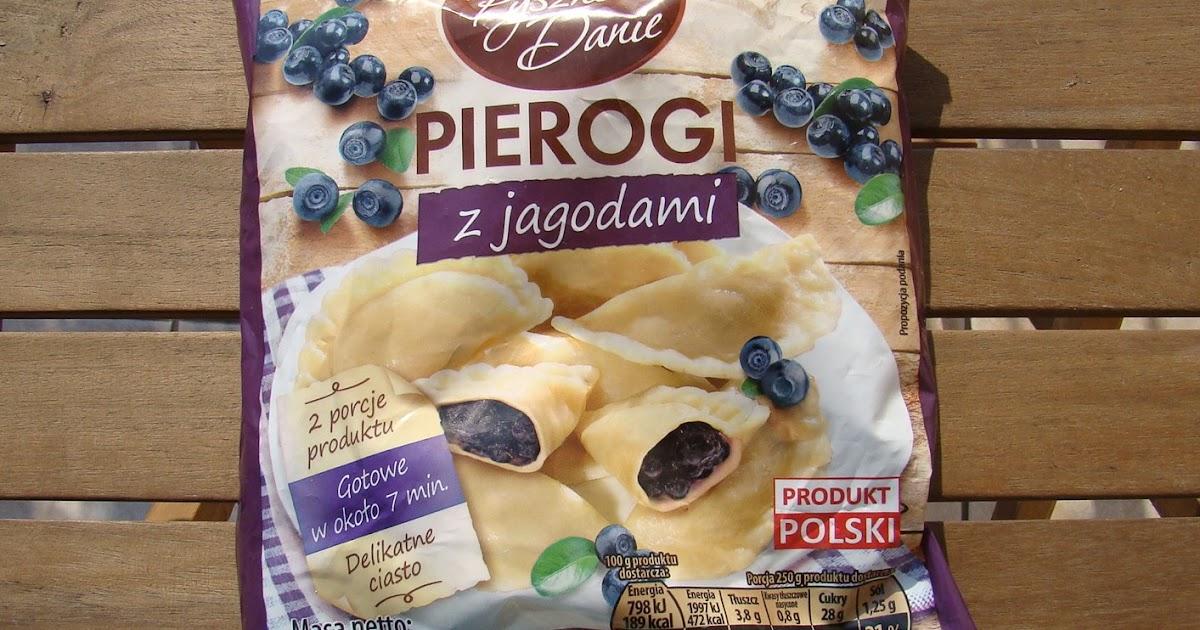 Pyszne
Danie
PIEROGI
z jagodami
Propozycja podania
2 porcje
produktu
Gotowe
w około 7 min.
Delikatne
ciasto
PRODUKT
POLSKI
100 g produktu
dostarcza:
Porcja 250 g produktu dostarcza:
Energia
798 kJ
189 kcal
Energia
1997 kJ
472 kcal
Tłuszcz
3,8 g
Kwasy tłuszczowe
nasycone
0,8 g
Cukry
28 g
Sól
1,25 g
21 %
Masa netto: